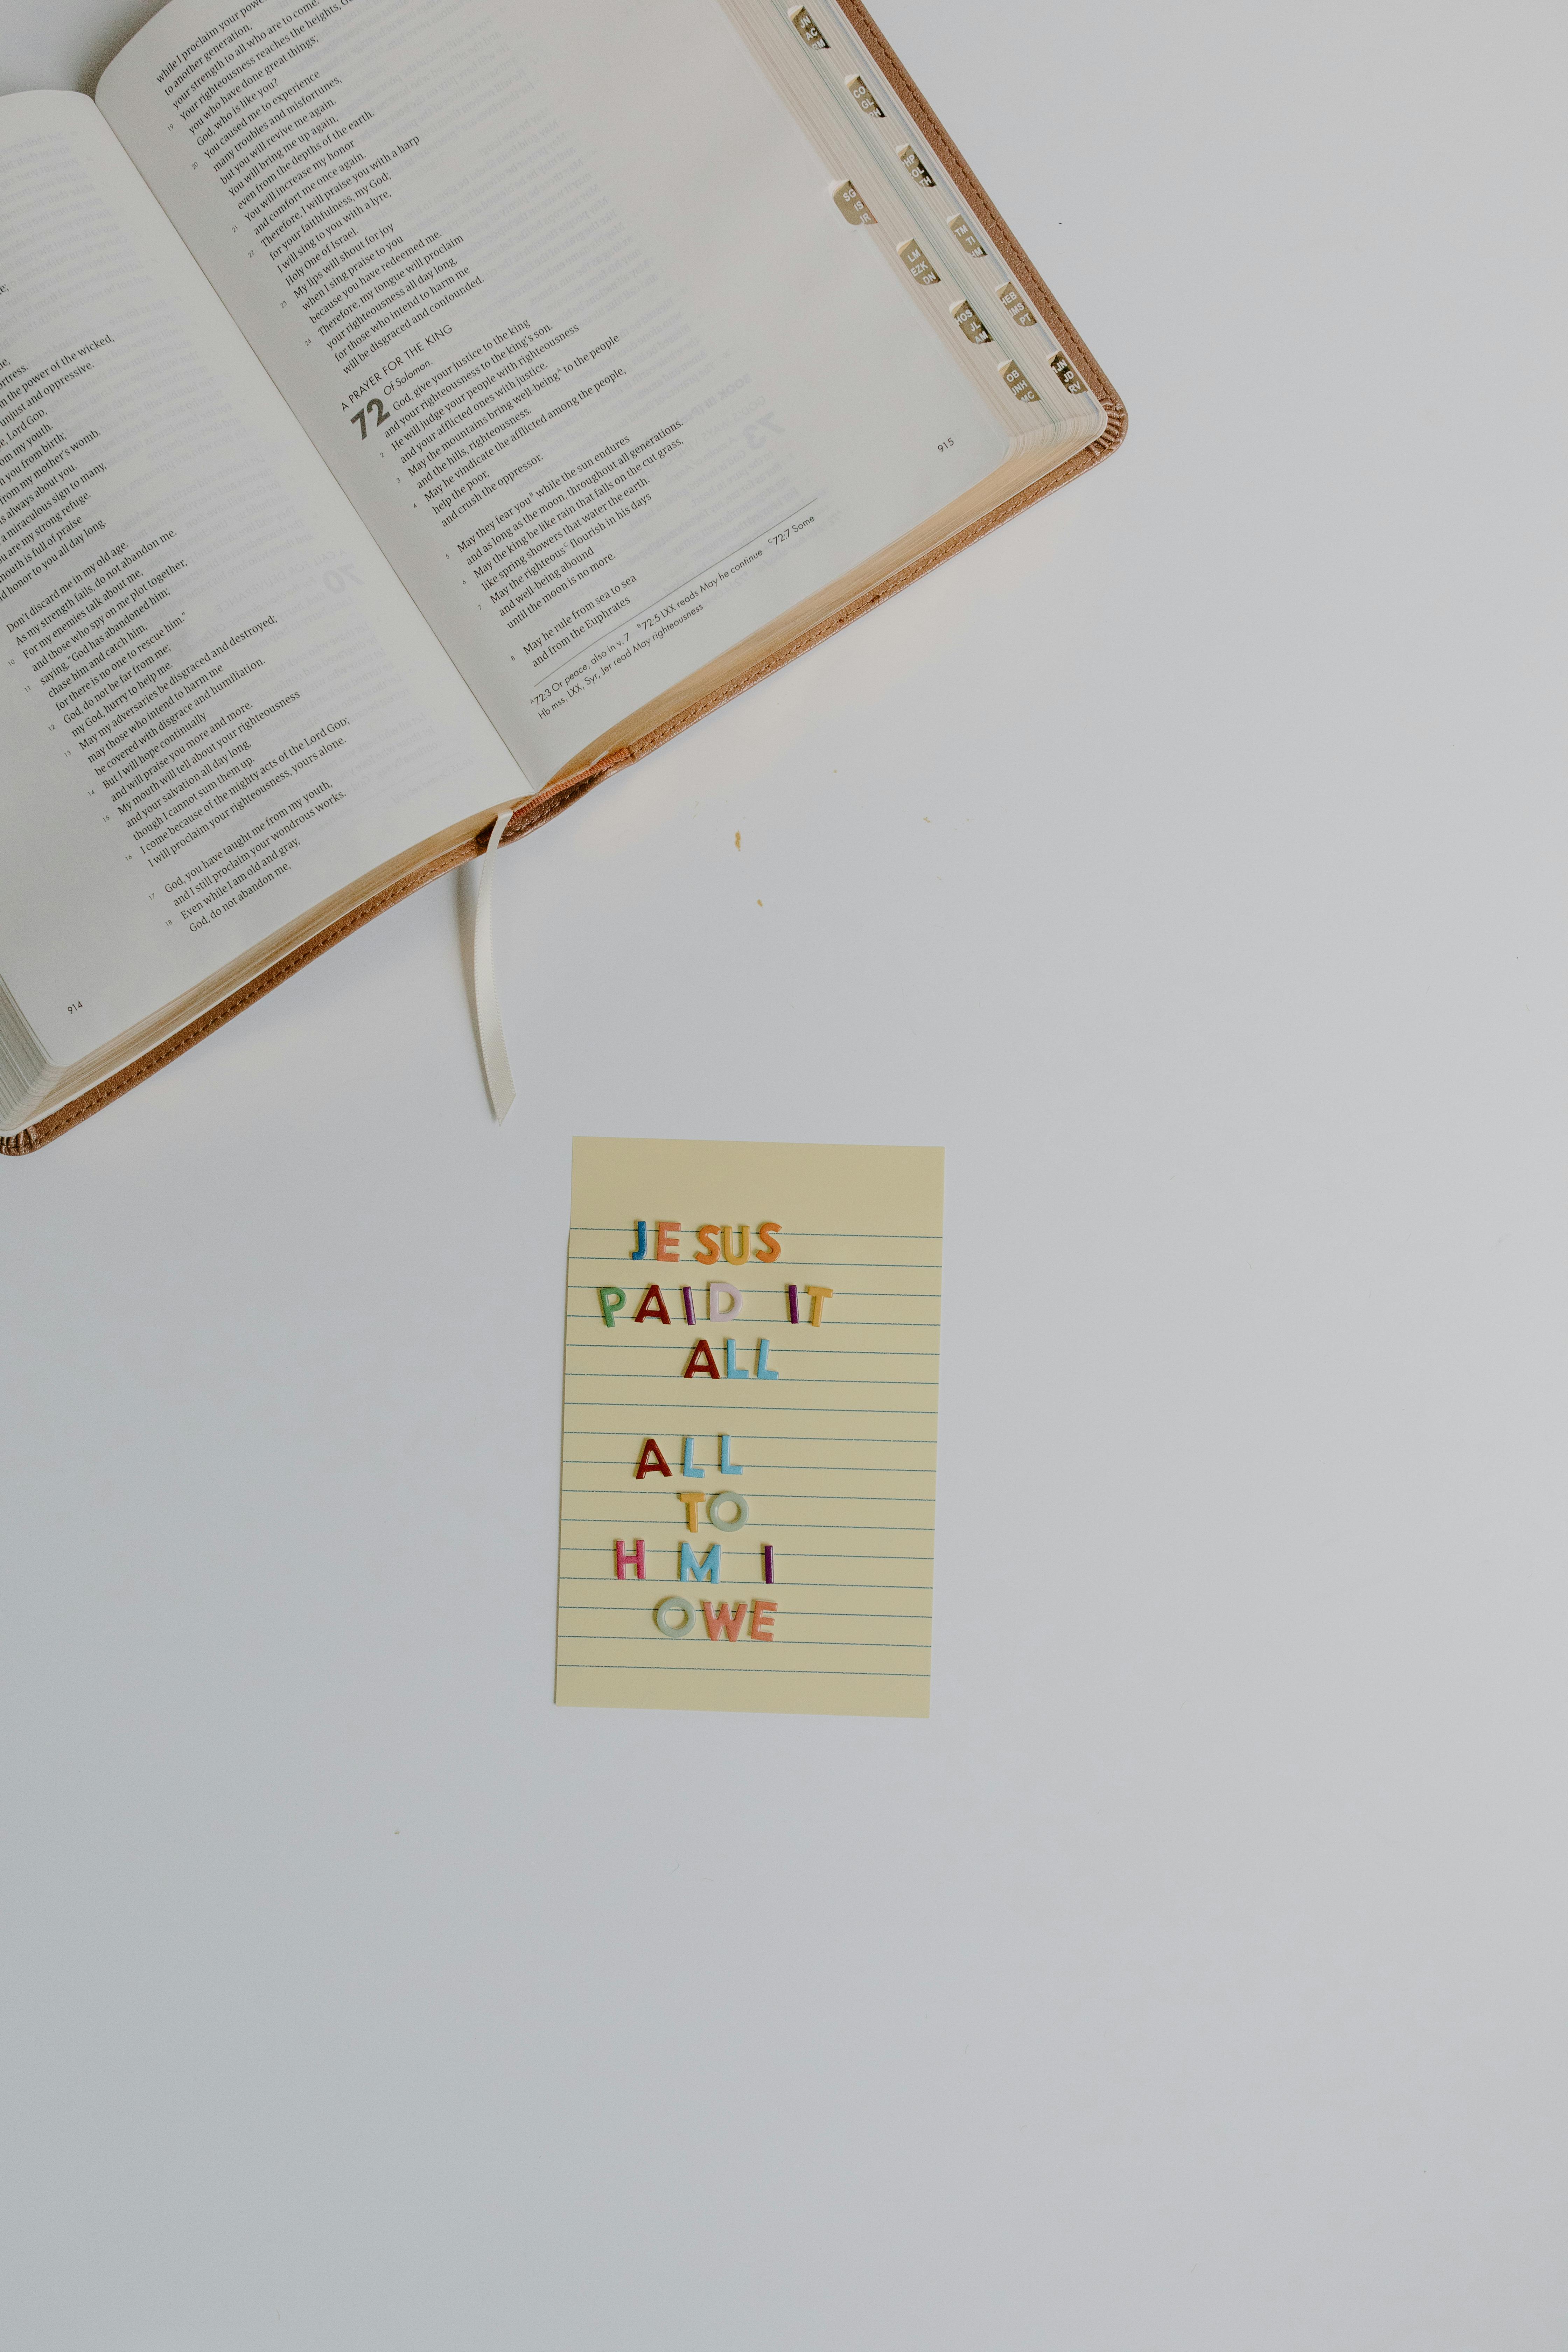 om the power of the wicked,
unjust and oppressive.
e, Lord GOD,
om my youth.
n you from birth;
from my mother's womb.
s always about you.
a miraculous sign to many,
ou are my strong refuge.
mouth is full of praise
d honor to you all day long.
Don't discard me in my old age.
As my strength fails, do not abandon me.
10 For my enemies talk about me,
and those who spy on me plot together,
11 saying, "God has abandoned him;
chase him and catch him,
for there is no one to rescue him."
12 God, do not be far from me;
my God, hurry to help me.
13 May my adversaries be disgraced and destroyed;
may those who intend to harm me
be covered with disgrace and humiliation.
14 But I will hope continually
and will praise you more and more.
15 My mouth will tell about your righteousness
and your salvation all day long,
though I cannot sum them up.
16 I come because of the mighty acts of the Lord GOD;
I will proclaim your righteousness, yours alone.
17 God, you have taught me from my youth,
and I still proclaim your wondrous works.
18 Even while I am old and gray,
God, do not abandon me,
914
while I proclaim your power
to another generation,
your strength to all who are to come.
19 Your righteousness reaches the heights, G
you who have done great things;
God, who is like you?
20 You caused me to experience
many troubles and misfortunes,
but you will revive me again.
You will bring me up again,
even from the depths of the earth.
21 You will increase my honor
and comfort me once again.
22 Therefore, I will praise you with a harp
for your faithfulness, my God;
I will sing to you with a lyre,
Holy One of Israel.
23 My lips will shout for joy
when I sing praise to you
because you have redeemed me.
24 Therefore, my tongue will proclaim
your righteousness all day long,
for those who intend to harm me
will be disgraced and confounded.
A PRAYER FOR THE KING
Of Solomon.
72 God, give your justice to the king
and your righteousness to the king's son.
2 He will judge your people with righteousness
and your afflicted ones with justice.
3 May the mountains bring well-being^A to the people
and the hills, righteousness.
4 May he vindicate the afflicted among the people,
help the poor,
and crush the oppressor.
5 May they fear you^B while the sun endures
and as long as the moon, throughout all generations.
6 May the king be like rain that falls on the cut grass,
like spring showers that water the earth.
7 May the righteous^C flourish in his days
and well-being abound
until the moon is no more.
8 May he rule from sea to sea
and from the Euphrates
^A 72:3 Or peace, also in v. 7 ^B 72:5 LXX reads May he continue ^C 72:7 Some
Hb mss, LXX, Syr, Jer read May righteousness
915
JN
AC
RM
CO
GL
TM
SG
IS
JR
LM
EZK
DN
HOS
JL
AM
OB
JNH
MC
HEB
JMS
PT
JESUS
PAID IT
ALL
ALL
TO
H M I
OWE